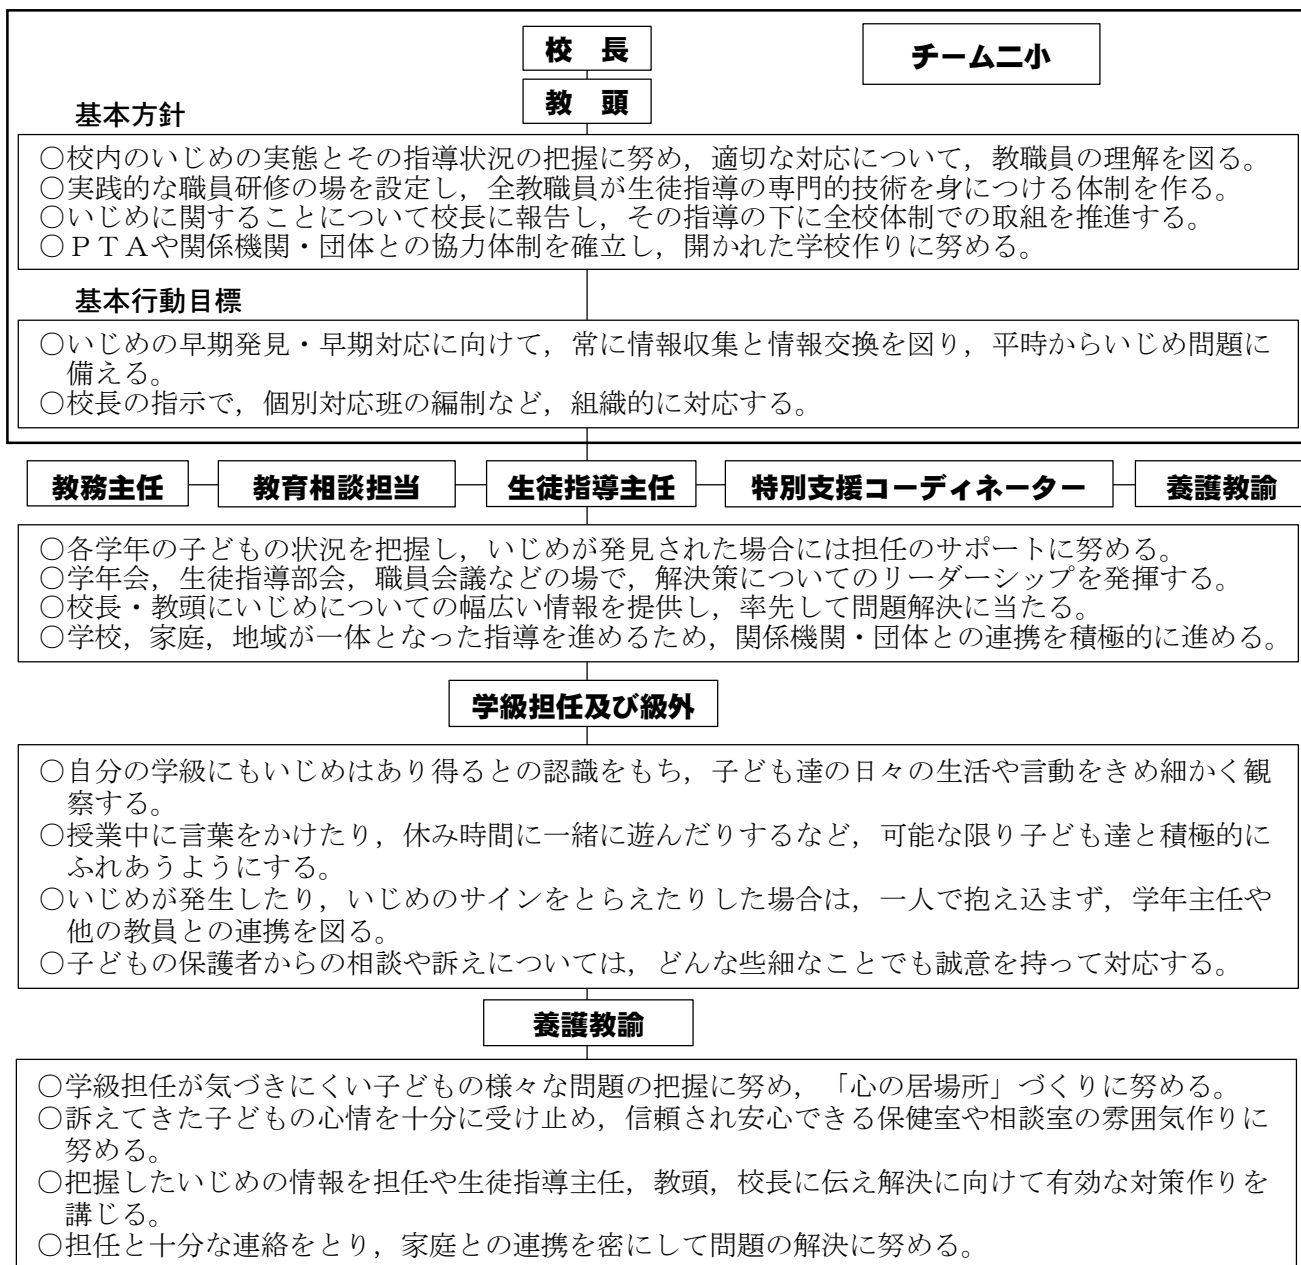 校　長
チーム二小
教　頭
基本方針
○校内のいじめの実態とその指導状況の把握に努め，適切な対応について，教職員の理解を図る。
○実践的な職員研修の場を設定し，全教職員が生徒指導の専門的技術を身につける体制を作る。
○いじめに関することについて校長に報告し，その指導の下に全校体制での取組を推進する。
○ＰＴＡや関係機関・団体との協力体制を確立し，開かれた学校作りに努める。
基本行動目標
○いじめの早期発見・早期対応に向けて，常に情報収集と情報交換を図り，平時からいじめ問題に
備える。
○校長の指示で，個別対応班の編制など，組織的に対応する。
教務主任　教育相談担当　生徒指導主任　特別支援コーディネーター　養護教諭
○各学年の子どもの状況を把握し，いじめが発見された場合には担任のサポートに努める。
○学年会，生徒指導部会，職員会議などの場で，解決策についてのリーダーシップを発揮する。
○校長・教頭にいじめについての幅広い情報を提供し，率先して問題解決に当たる。
○学校，家庭，地域が一体となった指導を進めるため，関係機関・団体との連携を積極的に進める。
学級担任及び級外
○自分の学級にもいじめはあり得るとの認識をもち，子ども達の日々の生活や言動をきめ細かく観
察する。
○授業中に言葉をかけたり，休み時間に一緒に遊んだりするなど，可能な限り子ども達と積極的に
ふれあうようにする。
○いじめが発生したり，いじめのサインをとらえたりした場合は，一人で抱え込まず，学年主任や
他の教員との連携を図る。
○子どもの保護者からの相談や訴えについては，どんな些細なことでも誠意を持って対応する。
養護教諭
○学級担任が気づきにくい子どもの様々な問題の把握に努め，「心の居場所」づくりに努める。
○訴えてきた子どもの心情を十分に受け止め，信頼され安心できる保健室や相談室の雰囲気作りに
努める。
○把握したいじめの情報を担任や生徒指導主任，教頭，校長に伝え解決に向けて有効な対策作りを
講じる。
○担任と十分な連絡をとり，家庭との連携を密にして問題の解決に努める。